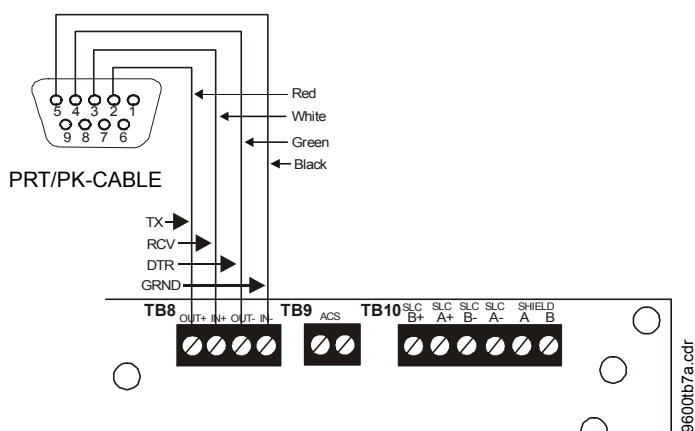 5 4 3 2 1
9 8 7 6
PRT/PK-CABLE
Red
White
Green
Black
TX
RCV
DTR
GRND
TB8 OUT+ IN+ OUT- IN-
TB9 ACS
TB10 SLC SLC SLC SLC SHIELD
B+ A+ B- A- A B
9600tb7a.cdr